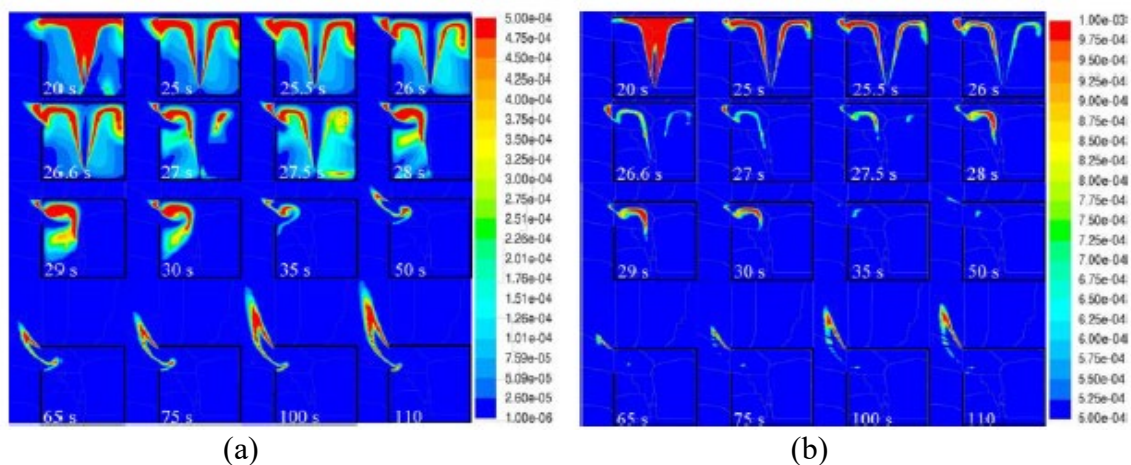 20 s 25 s 25.5 s 26 s
26.6 s 27 s 27.5 s 28 s
29 s 30 s 35 s 50 s
65 s 75 s 100 s 110
5.00e-04
4.75e-04
4.50e-04
4.25e-04
4.00e-04
3.75e-04
3.50e-04
3.25e-04
3.00e-04
2.75e-04
2.50e-04
2.26e-04
2.01e-04
1.76e-04
1.51e-04
1.26e-04
1.01e-04
7.59e-05
5.09e-05
2.60e-05
1.00e-06
20 s 25 s 25.5 s 26 s
26.6 s 27 s 27.5 s 28 s
29 s 30 s 35 s 50 s
65 s 75 s 100 s 110
1.00e-03
9.75e-04
9.50e-04
9.25e-04
9.00e-04
8.75e-04
8.50e-04
8.25e-04
8.00e-04
7.75e-04
7.50e-04
7.25e-04
7.00e-04
6.75e-04
6.50e-04
6.25e-04
6.00e-04
5.75e-04
5.50e-04
5.25e-04
5.00e-04
(a) (b)